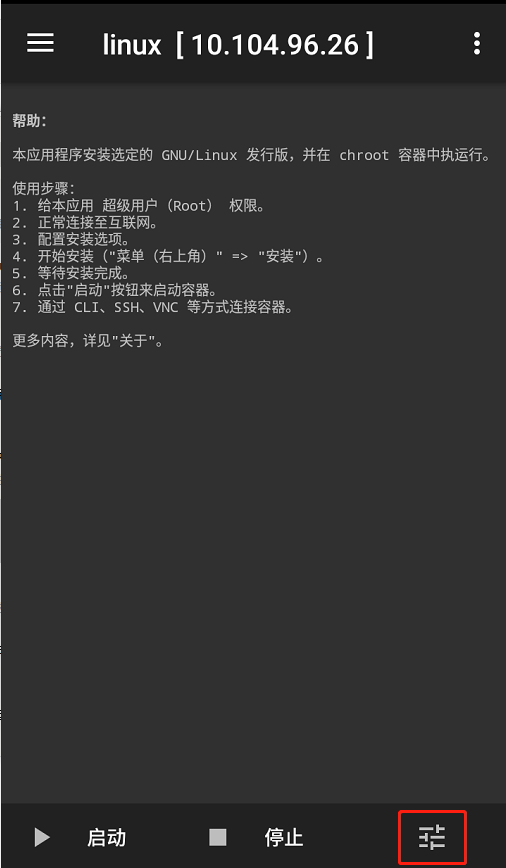 linux [ 10.104.96.26 ]
帮助：
本应用程序安装选定的 GNU/Linux 发行版，并在 chroot 容器中执运行。
使用步骤：
1. 给本应用 超级用户（Root） 权限。
2. 正常连接至互联网。
3. 配置安装选项。
4. 开始安装（"菜单（右上角）" => "安装"）。
5. 等待安装完成。
6. 点击"启动"按钮来启动容器。
7. 通过 CLI、SSH、VNC 等方式连接容器。
更多内容，详见"关于"。
启动 停止